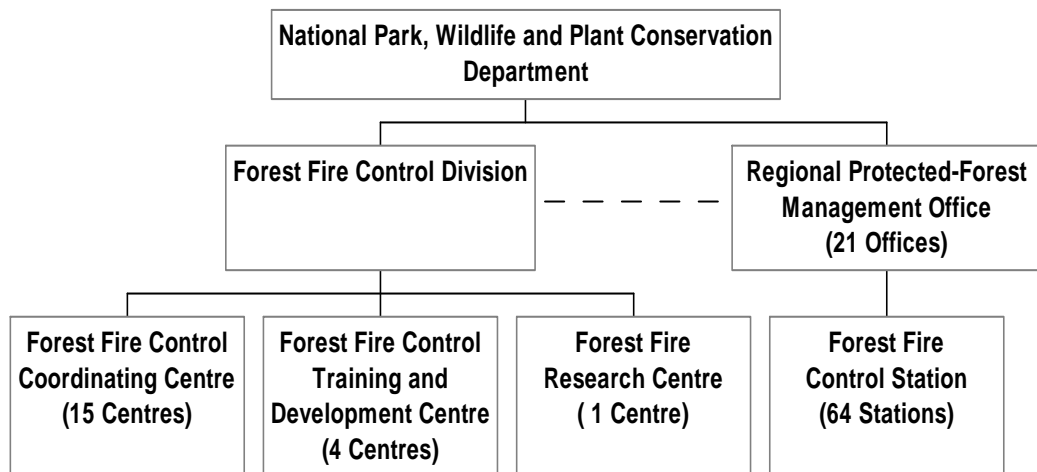 National Park, Wildlife and Plant Conservation
Department
Forest Fire Control Division
Regional Protected-Forest
Management Office
(21 Offices)
Forest Fire Control
Coordinating Centre
(15 Centres)
Forest Fire Control
Training and
Development Centre
(4 Centres)
Forest Fire
Research Centre
( 1 Centre)
Forest Fire
Control Station
(64 Stations)